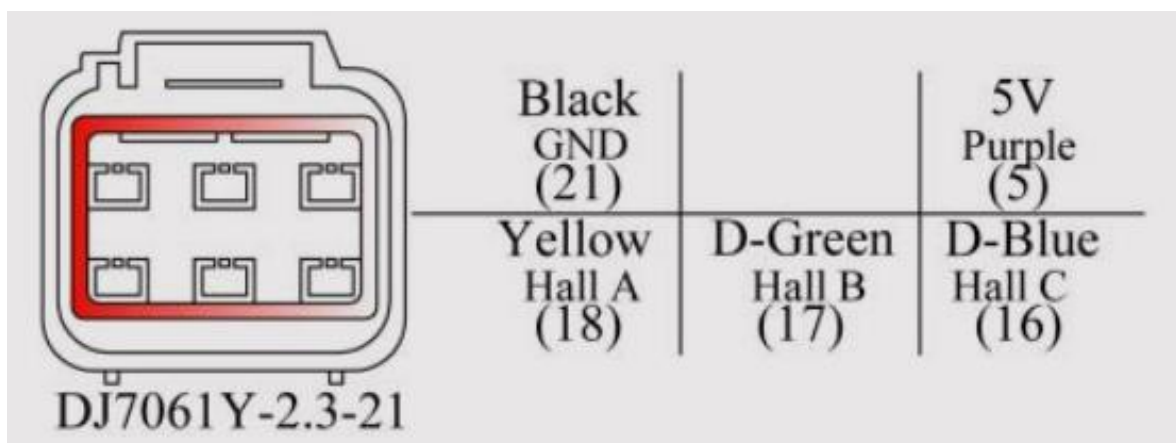 Black
GND
(21)
5V
Purple
(5)
Yellow
Hall A
(18)
D-Green
Hall B
(17)
D-Blue
Hall C
(16)
DJ7061Y-2.3-21